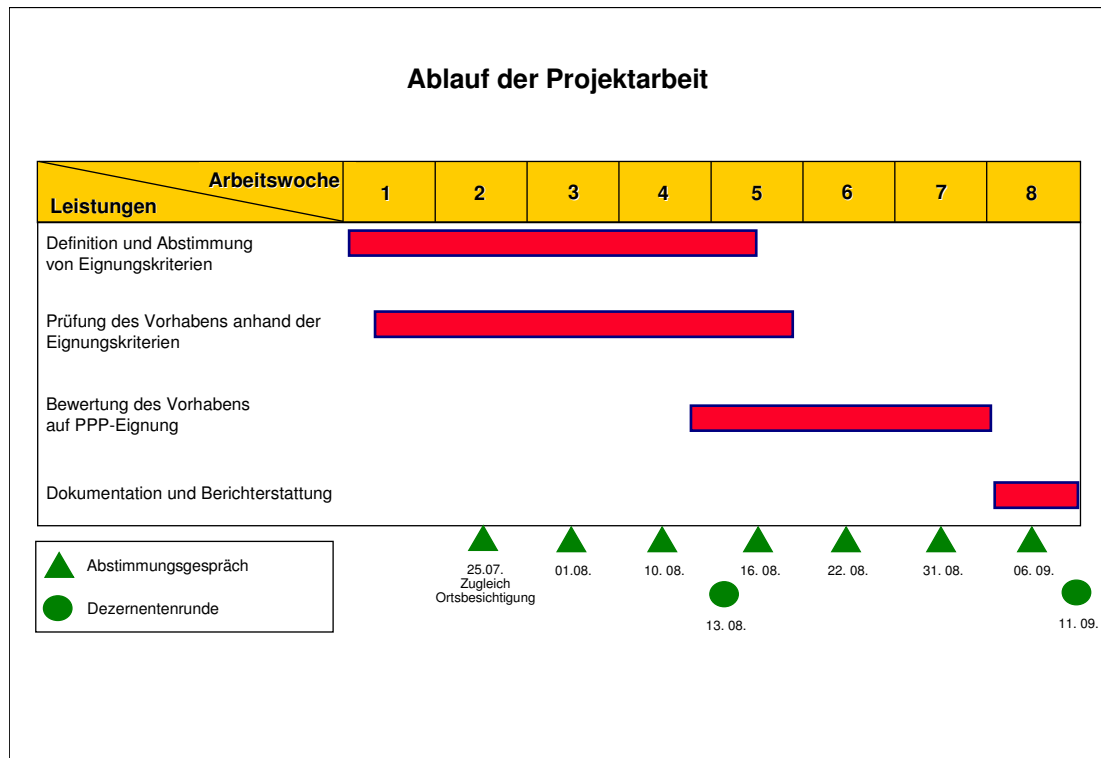 Ablauf der Projektarbeit
Arbeitswoche
Leistungen
1
2
3
4
5
6
7
8
Definition und Abstimmung
von Eignungskriterien
Prüfung des Vorhabens anhand der
Eignungskriterien
Bewertung des Vorhabens
auf PPP-Eignung
Dokumentation und Berichterstattung
Abstimmungsgespräch
Dezernentenrunde
25.07.
Zugleich
Ortsbesichtigung
01.08.
10. 08.
16. 08.
22. 08.
31. 08.
06. 09.
13. 08.
11. 09.